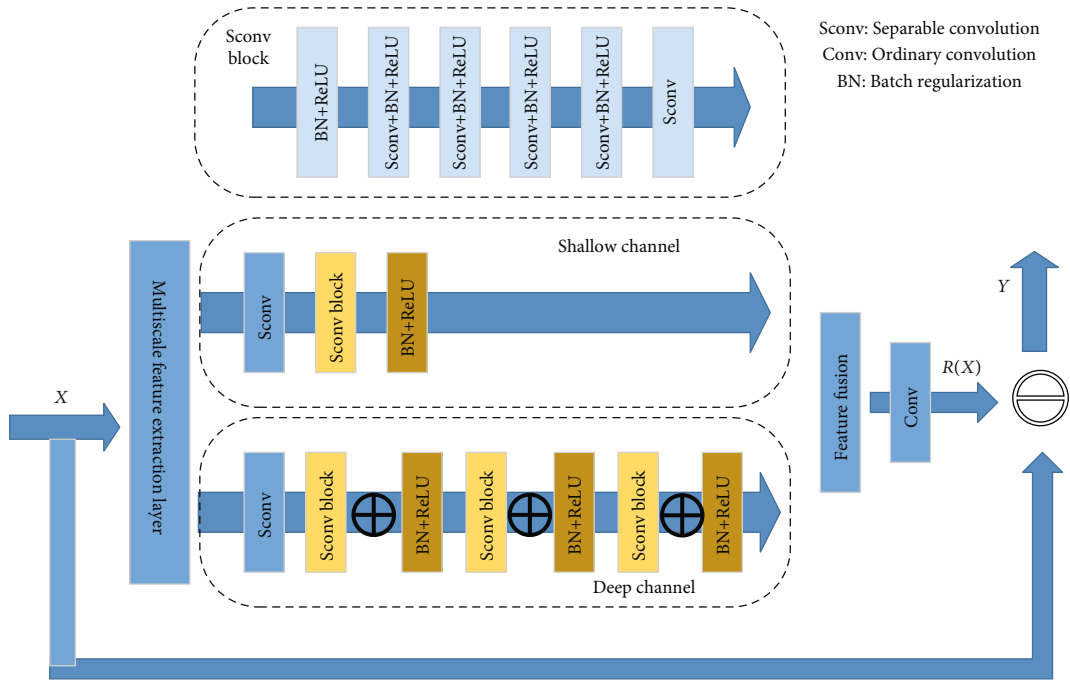 Sconv
block
BN+ReLU
Sconv+BN+ReLU
Sconv+BN+ReLU
Sconv+BN+ReLU
Sconv+BN+ReLU
Sconv
Sconv: Separable convolution
Conv: Ordinary convolution
BN: Batch regularization
X
Multiscale feature extraction
layer
Shallow channel
Sconv
Sconv block
BN+ReLU
Sconv
Sconv block
BN+ReLU
Sconv block
BN+ReLU
Sconv block
BN+ReLU
Deep channel
Feature fusion
Conv
R(X)
Y